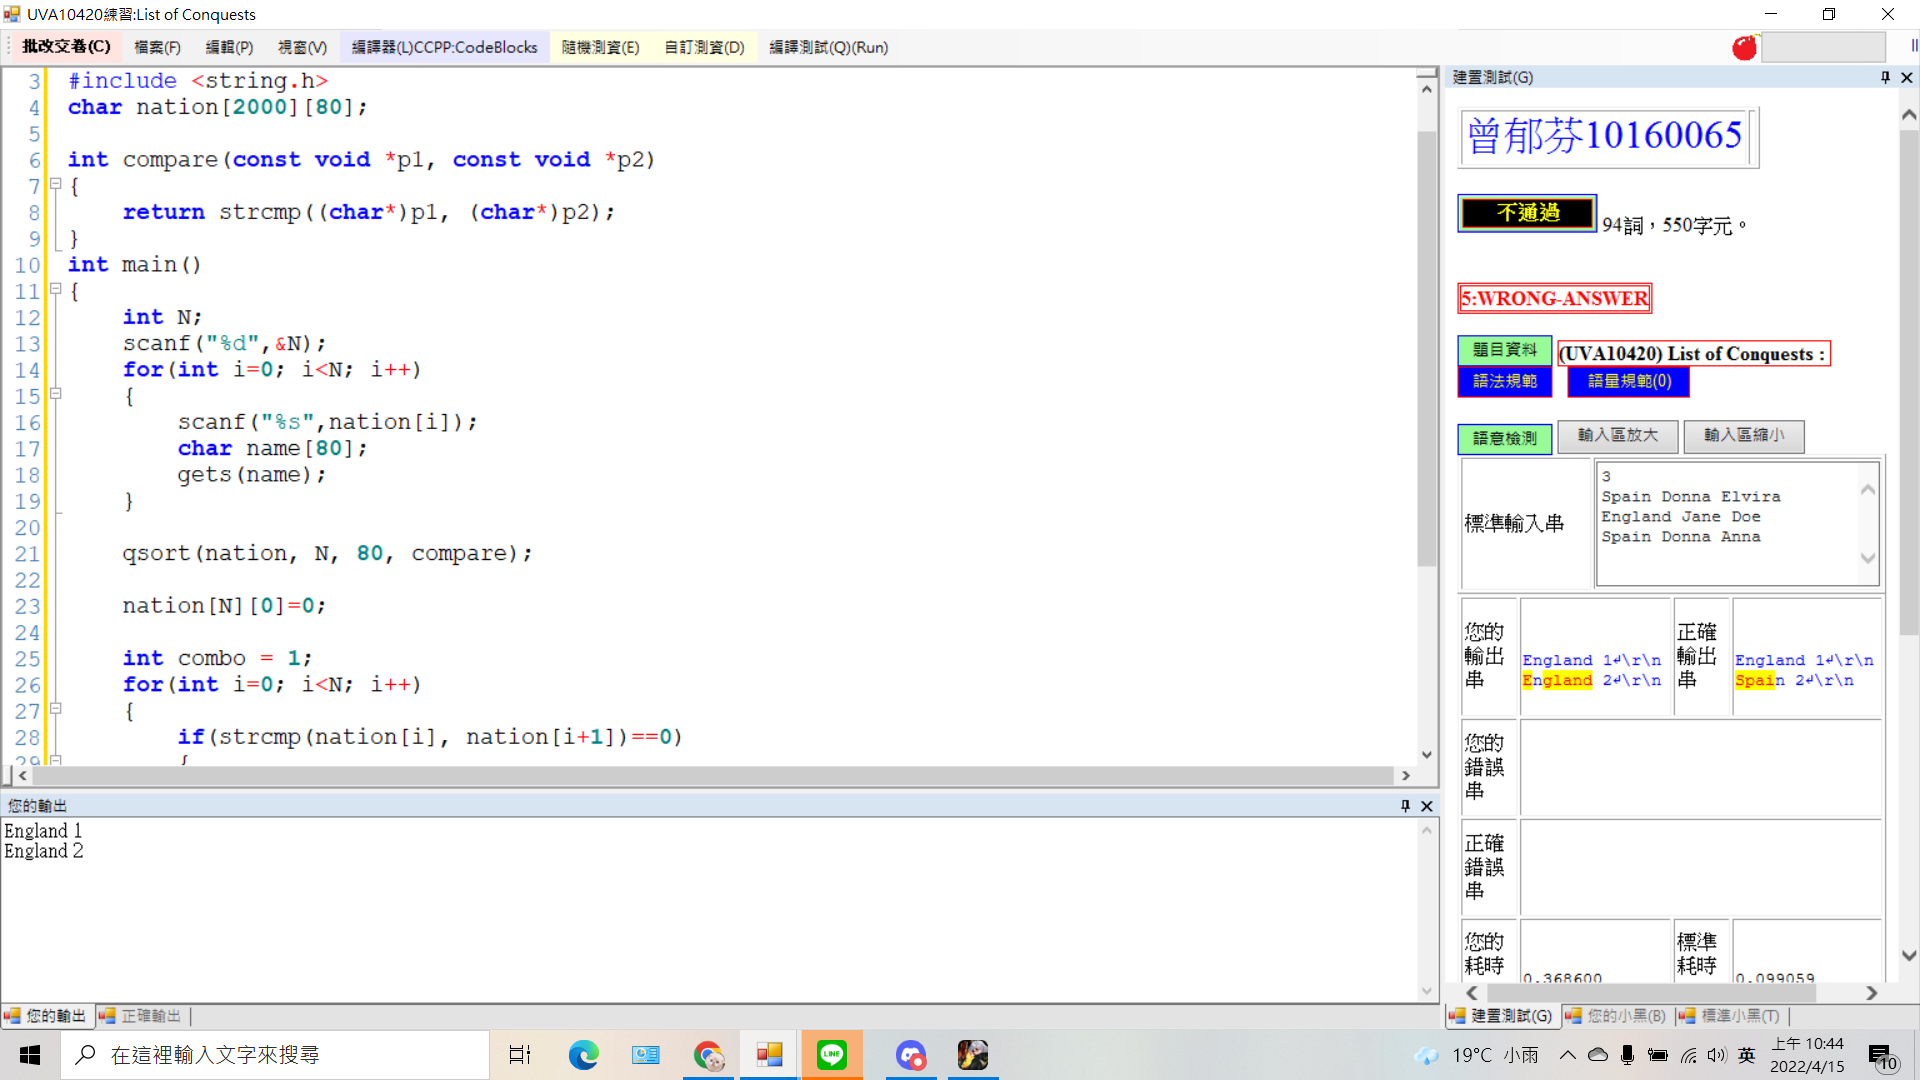 UVA10420練習:List of Conquests
批改交卷(C) 檔案(F) 編輯(P) 視窗(V) 編譯器(L)CCPP:CodeBlocks 隨機測資(E) 自訂測資(D) 編譯測試(Q)(Run)
3 #include <string.h>
4 char nation[2000][80];
5
6 int compare(const void *p1, const void *p2)
7 {
8 return strcmp((char*)p1, (char*)p2);
9 }
10 int main()
11 {
12 int N;
13 scanf("%d",&N);
14 for(int i=0; i<N; i++)
15 {
16 scanf("%s",nation[i]);
17 char name[80];
18 gets(name);
19 }
20
21 qsort(nation, N, 80, compare);
22
23 nation[N][0]=0;
24
25 int combo = 1;
26 for(int i=0; i<N; i++)
27 {
28 if(strcmp(nation[i], nation[i+1])==0)
29 {
您的輸出
England 1
England 2
您的輸出 正確輸出
建置測試(G)
曾郁芬10160065
不通過 94詞，550字元。
5:WRONG-ANSWER
題目資料 (UVA10420) List of Conquests :
語法規範 語量規範(0)
語意檢測 輸入區放大 輸入區縮小
標準輸入串
3
Spain Donna Elvira
England Jane Doe
Spain Donna Anna
您的輸出串
England 1↵\r\n
England 2↵\r\n
正確輸出串
England 1↵\r\n
Spain 2↵\r\n
您的錯誤串
正確錯誤串
您的耗時 0.368600 標準耗時 0.099059
建置測試(G) 您的小黑(B) 標準小黑(T)
在這裡輸入文字來搜尋
LINE
19°C 小雨
英
上午 10:44
2022/4/15
10